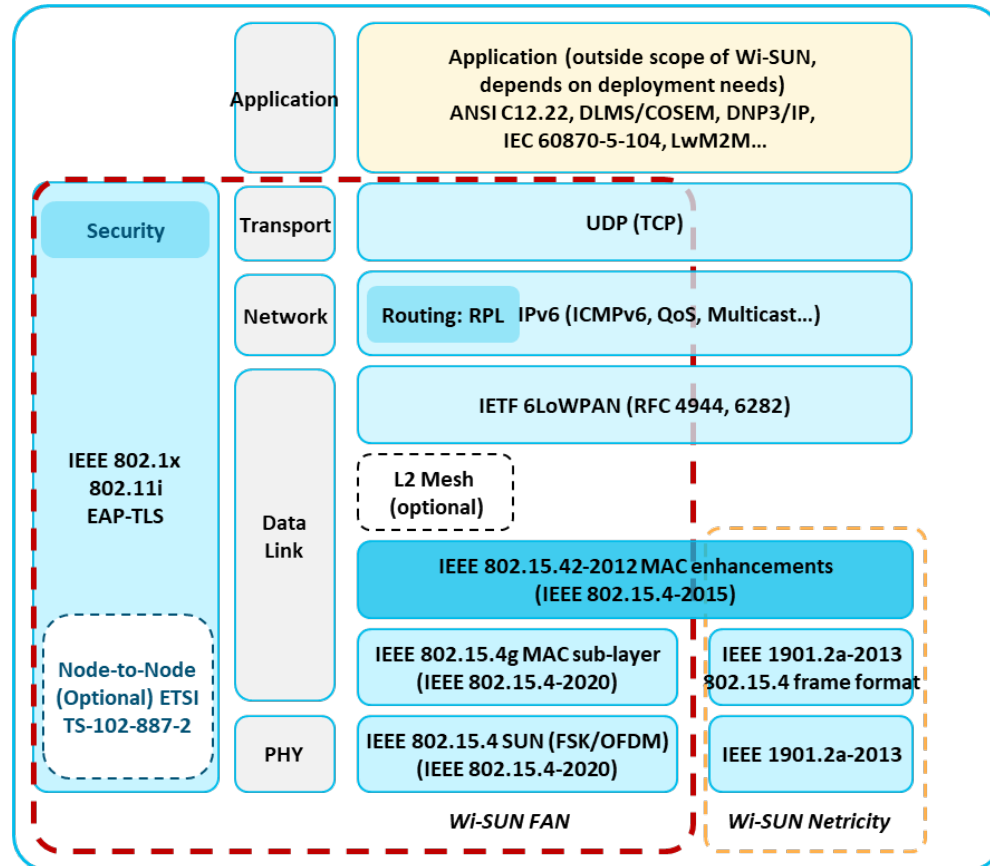 Application
Application (outside scope of Wi-SUN,
depends on deployment needs)
ANSI C12.22, DLMS/COSEM, DNP3/IP,
IEC 60870-5-104, LwM2M...
Security
Transport
UDP (TCP)
Network
Routing: RPL
IPv6 (ICMPv6, QoS, Multicast...)
IETF 6LoWPAN (RFC 4944, 6282)
IEEE 802.1x
802.11i
EAP-TLS
Data
Link
L2 Mesh
(optional)
IEEE 802.15.42-2012 MAC enhancements
(IEEE 802.15.4-2015)
IEEE 802.15.4g MAC sub-layer
(IEEE 802.15.4-2020)
IEEE 1901.2a-2013
802.15.4 frame format
Node-to-Node
(Optional) ETSI
TS-102-887-2
PHY
IEEE 802.15.4 SUN (FSK/OFDM)
(IEEE 802.15.4-2020)
IEEE 1901.2a-2013
Wi-SUN FAN
Wi-SUN Netricity